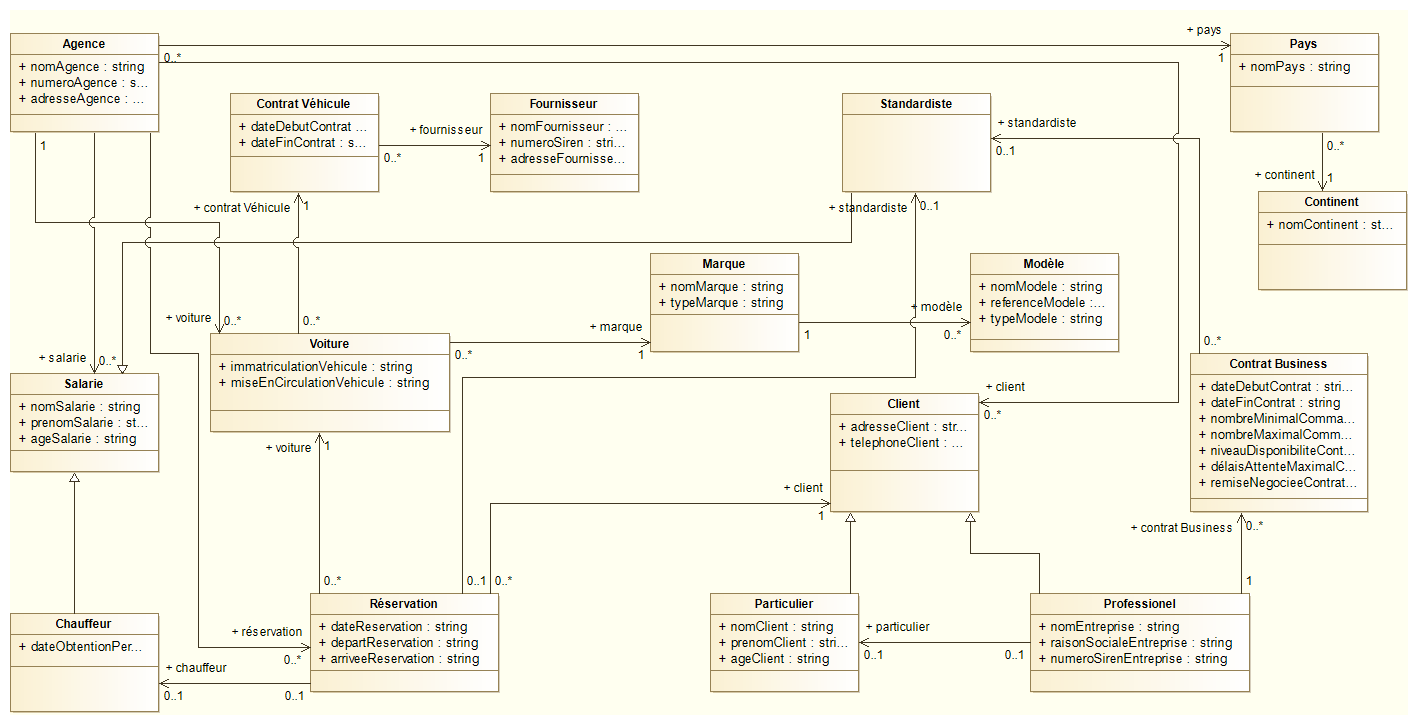 Agence
+ nomAgence : string
+ numeroAgence : s...
+ adresseAgence : ...
0..*
+ pays
1
Pays
+ nomPays : string
Contrat Véhicule
+ dateDebutContrat ...
+ dateFinContrat : s...
+ fournisseur
0..*
1
Fournisseur
+ nomFournisseur : ...
+ numeroSiren : stri...
+ adresseFournisse...
Standardiste
+ standardiste
0..1
1
0..*
+ continent
1
Continent
+ nomContinent : st...
+ contrat Véhicule
1
+ standardiste
0..1
Marque
+ nomMarque : string
+ typeMarque : string
Modèle
+ nomModele : string
+ referenceModele :...
+ typeModele : string
+ modèle
1
0..*
+ voiture
0..*
0..*
+ marque
0..*
1
Voiture
+ immatriculationVehicule : string
+ miseEnCirculationVehicule : string
+ salarie
0..*
Salarie
+ nomSalarie : string
+ prenomSalarie : st...
+ ageSalarie : string
0..*
Contrat Business
+ dateDebutContrat : stri...
+ dateFinContrat : string
+ nombreMinimalComma...
+ nombreMaximalComm...
+ niveauDisponibiliteCont...
+ délaisAttenteMaximalC...
+ remiseNegocieeContrat...
+ client
0..*
Client
+ adresseClient : str...
+ telephoneClient : ...
+ voiture
1
+ client
1
+ contrat Business
0..*
0..*
0..1
0..*
1
Chauffeur
+ dateObtentionPer...
+ réservation
0..*
+ chauffeur
0..1
0..1
Réservation
+ dateReservation : string
+ departReservation : string
+ arriveeReservation : string
Particulier
+ nomClient : string
+ prenomClient : stri...
+ ageClient : string
+ particulier
0..1
0..1
Professionel
+ nomEntreprise : string
+ raisonSocialeEntreprise : string
+ numeroSirenEntreprise : string